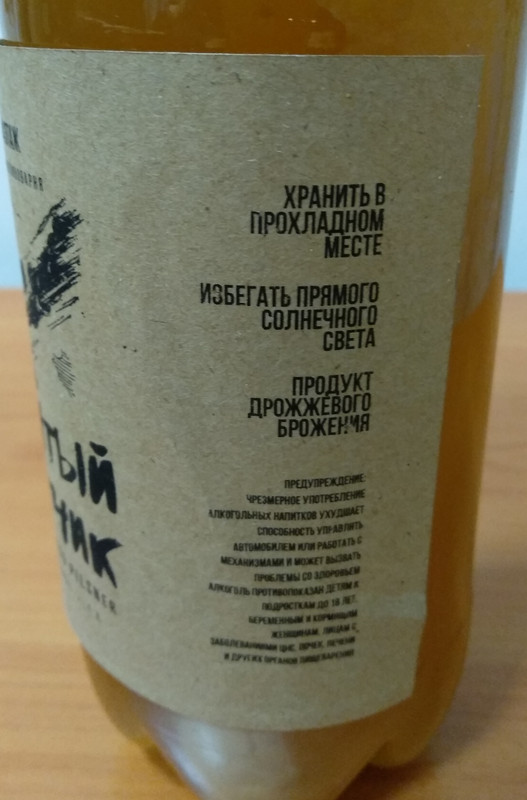 ХРАНИТЬ В
ПРОХЛАДНОМ
МЕСТЕ
ИЗБЕГАТЬ ПРЯМОГО
СОЛНЕЧНОГО
СВЕТА
ПРОДУКТ
ДРОЖЖЕВОГО
БРОЖЕНИЯ
ПРЕДУПРЕЖДЕНИЕ:
ЧРЕЗМЕРНОЕ УПОТРЕБЛЕНИЕ
АЛКОГОЛЬНЫХ НАПИТКОВ УХУДШАЕТ
СПОСОБНОСТЬ УПРАВЛЯТЬ
АВТОМОБИЛЕМ ИЛИ РАБОТАТЬ С
МЕХАНИЗМАМИ И МОЖЕТ ВЫЗВАТЬ
ПРОБЛЕМЫ СО ЗДОРОВЬЕМ
АЛКОГОЛЬ ПРОТИВОПОКАЗАН ДЕТЯМ И
ПОДРОСТКАМ ДО 18 ЛЕТ,
БЕРЕМЕННЫМ И КОРМЯЩИМ
ЖЕНЩИНАМ, ЛИЦАМ С
ЗАБОЛЕВАНИЯМИ ЦНС, ПОЧЕК, ПЕЧЕНИ
И ДРУГИХ ОРГАНОВ ПИЩЕВАРЕНИЯ
ТЫЙ
НИК
PILSNER